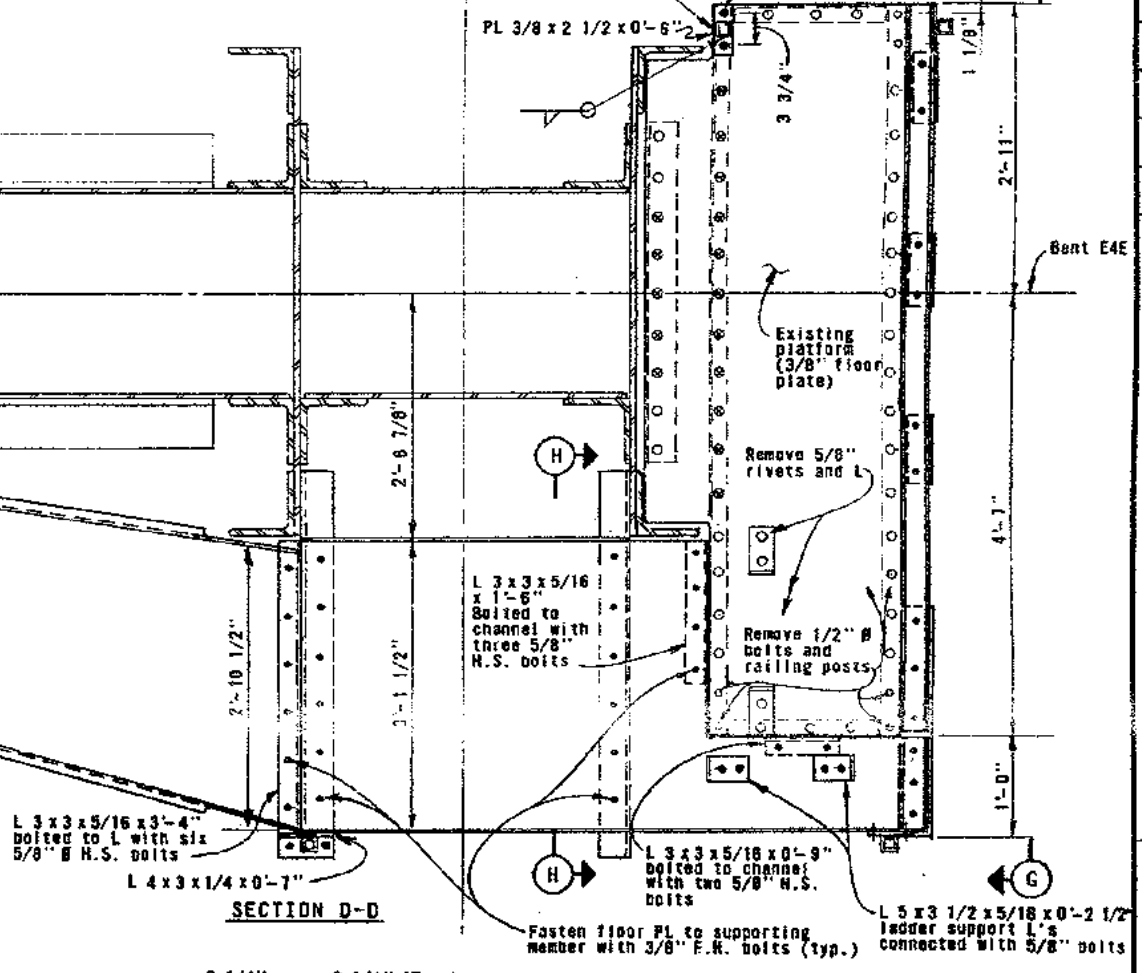 PL 3/8 x 2 1/2 x 0'-6"
3 3/4"
1 1/8"
2'-11"
Bent E4E
Existing
platform
(3/8" floor
plate)
2'-6 7/8"
H
Remove 5/8"
rivets and L
4'-1"
L 3 x 3 x 5/16
x 1'-6"
Bolted to
channel with
three 5/8"
H.S. bolts
Remove 1/2" Ø
bolts and
railing posts
2'-10 1/2"
3'-1 1/2"
1'-0"
L 3 x 3 x 5/16 x 3'-4"
bolted to L with six
5/8" Ø H.S. bolts
L 4 x 3 x 1/4 x 0'-7"
SECTION D-D
H
L 3 x 3 x 5/16 x 0'-9"
bolted to channel
with two 5/8" H.S.
bolts
G
L 5 x 3 1/2 x 5/16 x 0'-2 1/2"
ladder support L's
connected with 5/8" bolts
Fasten floor PL to supporting
member with 3/8" F.H. bolts (typ.)